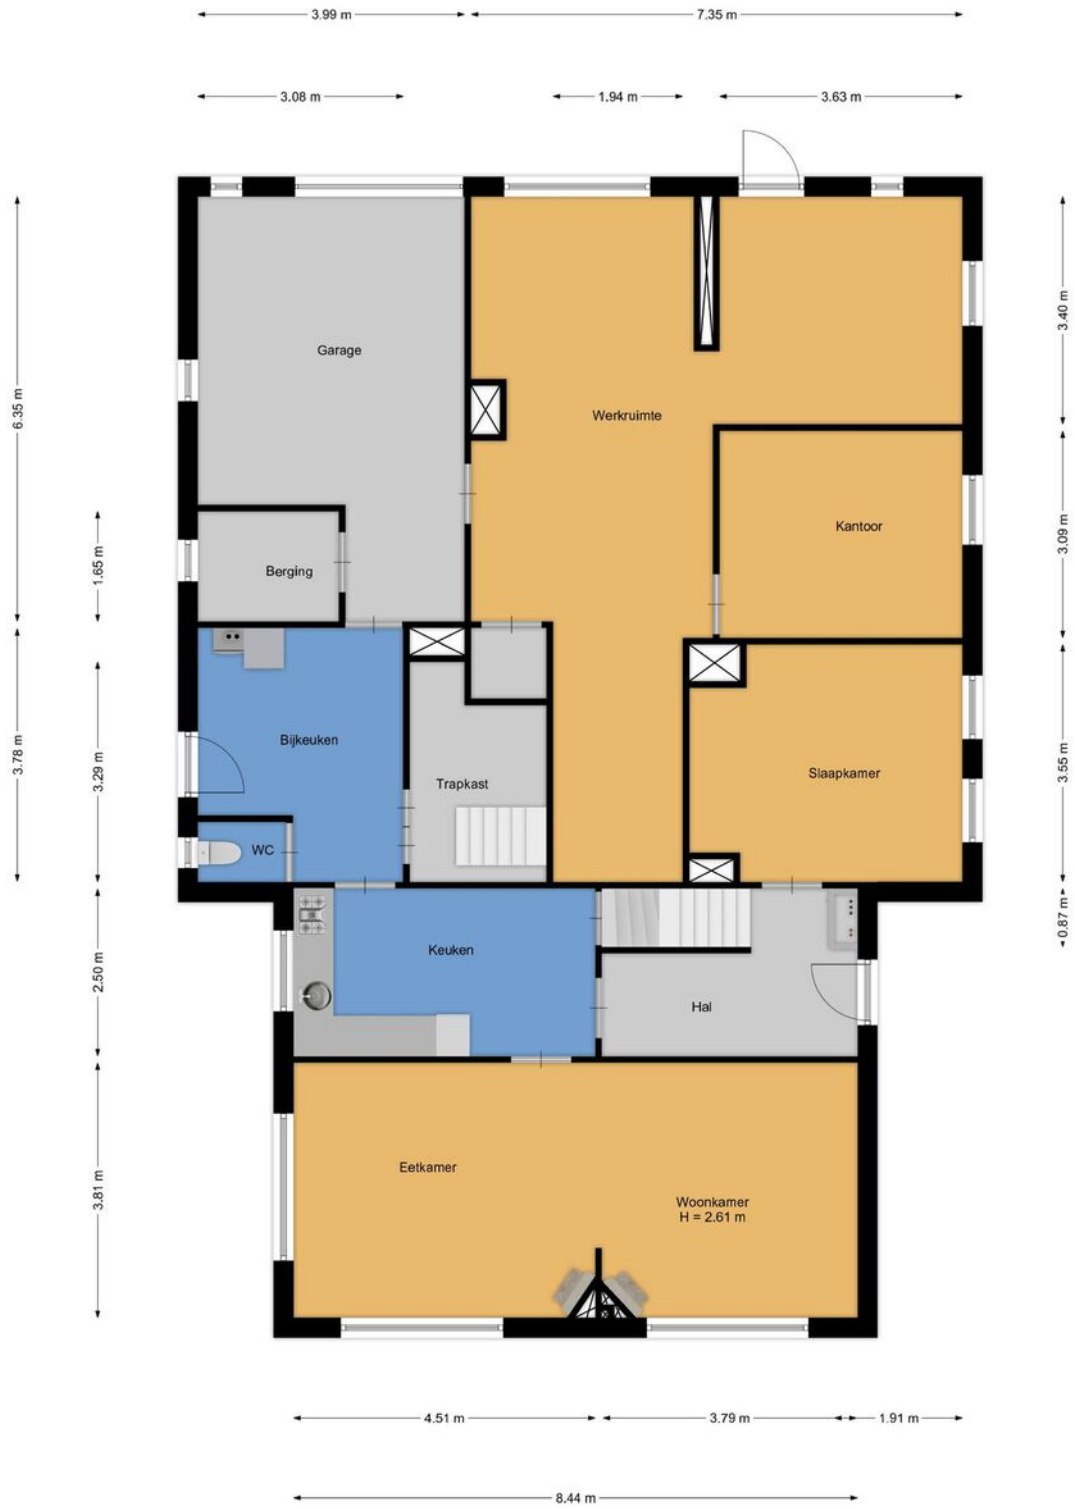 3.99 m
7.35 m
3.08 m
1.94 m
3.63 m
3.40 m
Garage
6.35 m
Werkruimte
3.09 m
Kantoor
1.65 m
Berging
Bijkeuken
3.78 m
3.29 m
3.55 m
Slaapkamer
Trapkast
WC
0.87 m
Keuken
2.50 m
Hal
3.81 m
Eetkamer
Woonkamer
H = 2.61 m
4.51 m
3.79 m
1.91 m
8.44 m